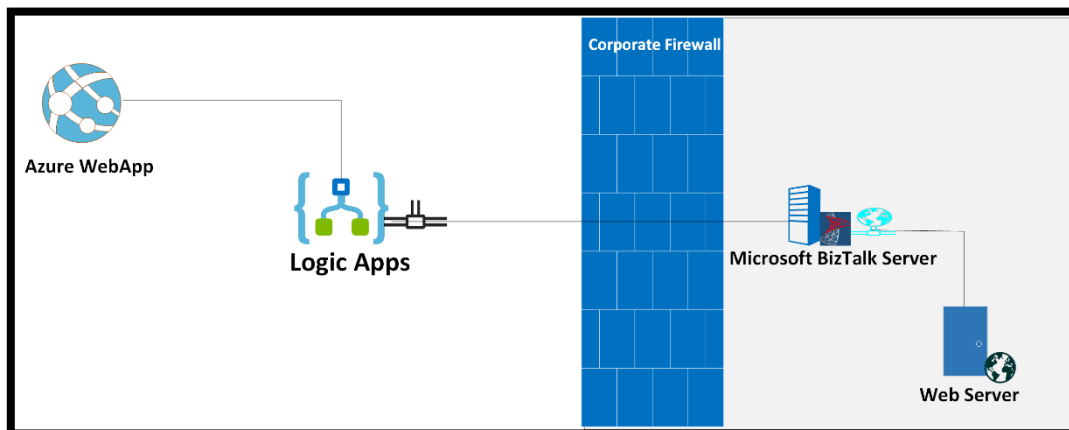 Corporate Firewall
Azure WebApp
Logic Apps
Microsoft BizTalk Server
Web Server